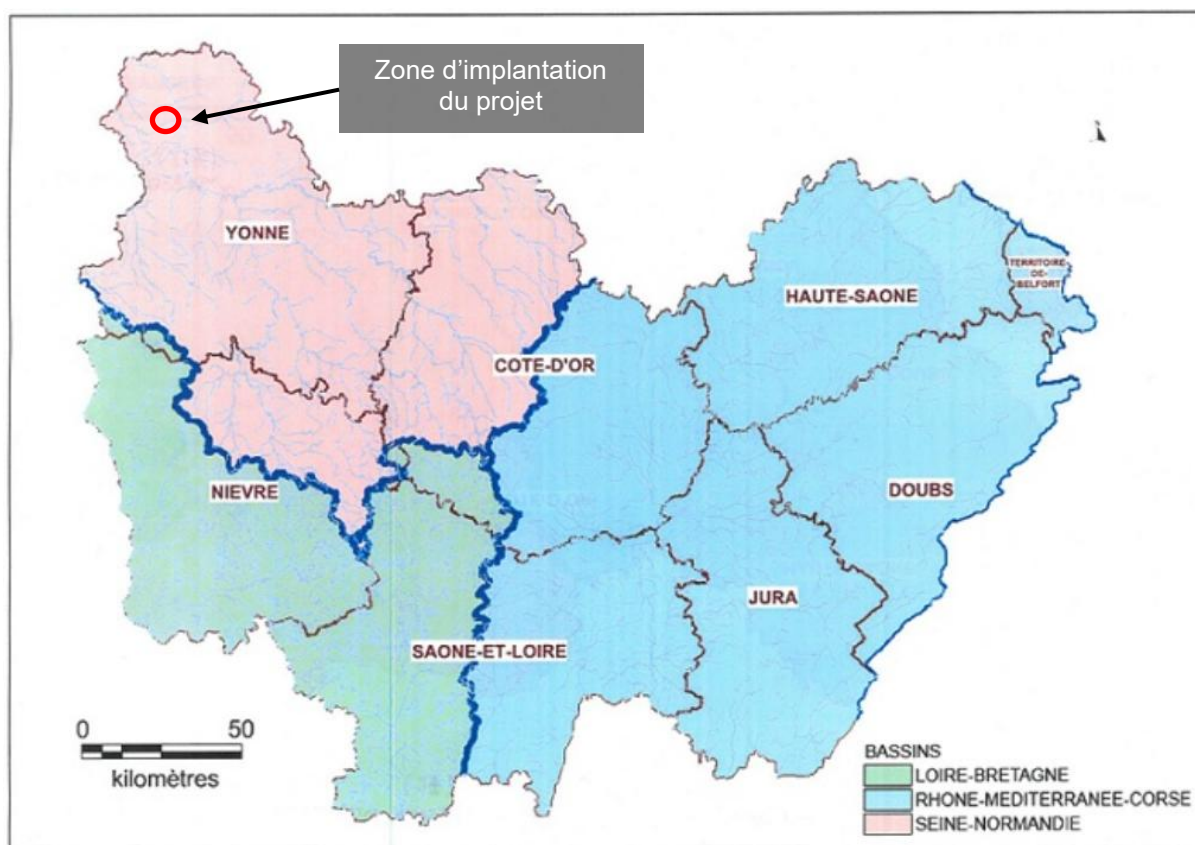 Zone d'implantation
du projet
YONNE
HAUTE-SAONE
TERRITOIRE
DE-
BELFORT
COTE-D'OR
NIEVRE
DOUBS
JURA
SAONE-ET-LOIRE
0 50
kilomètres
BASSINS
LOIRE-BRETAGNE
RHONE-MEDITERRANEE-CORSE
SEINE-NORMANDIE